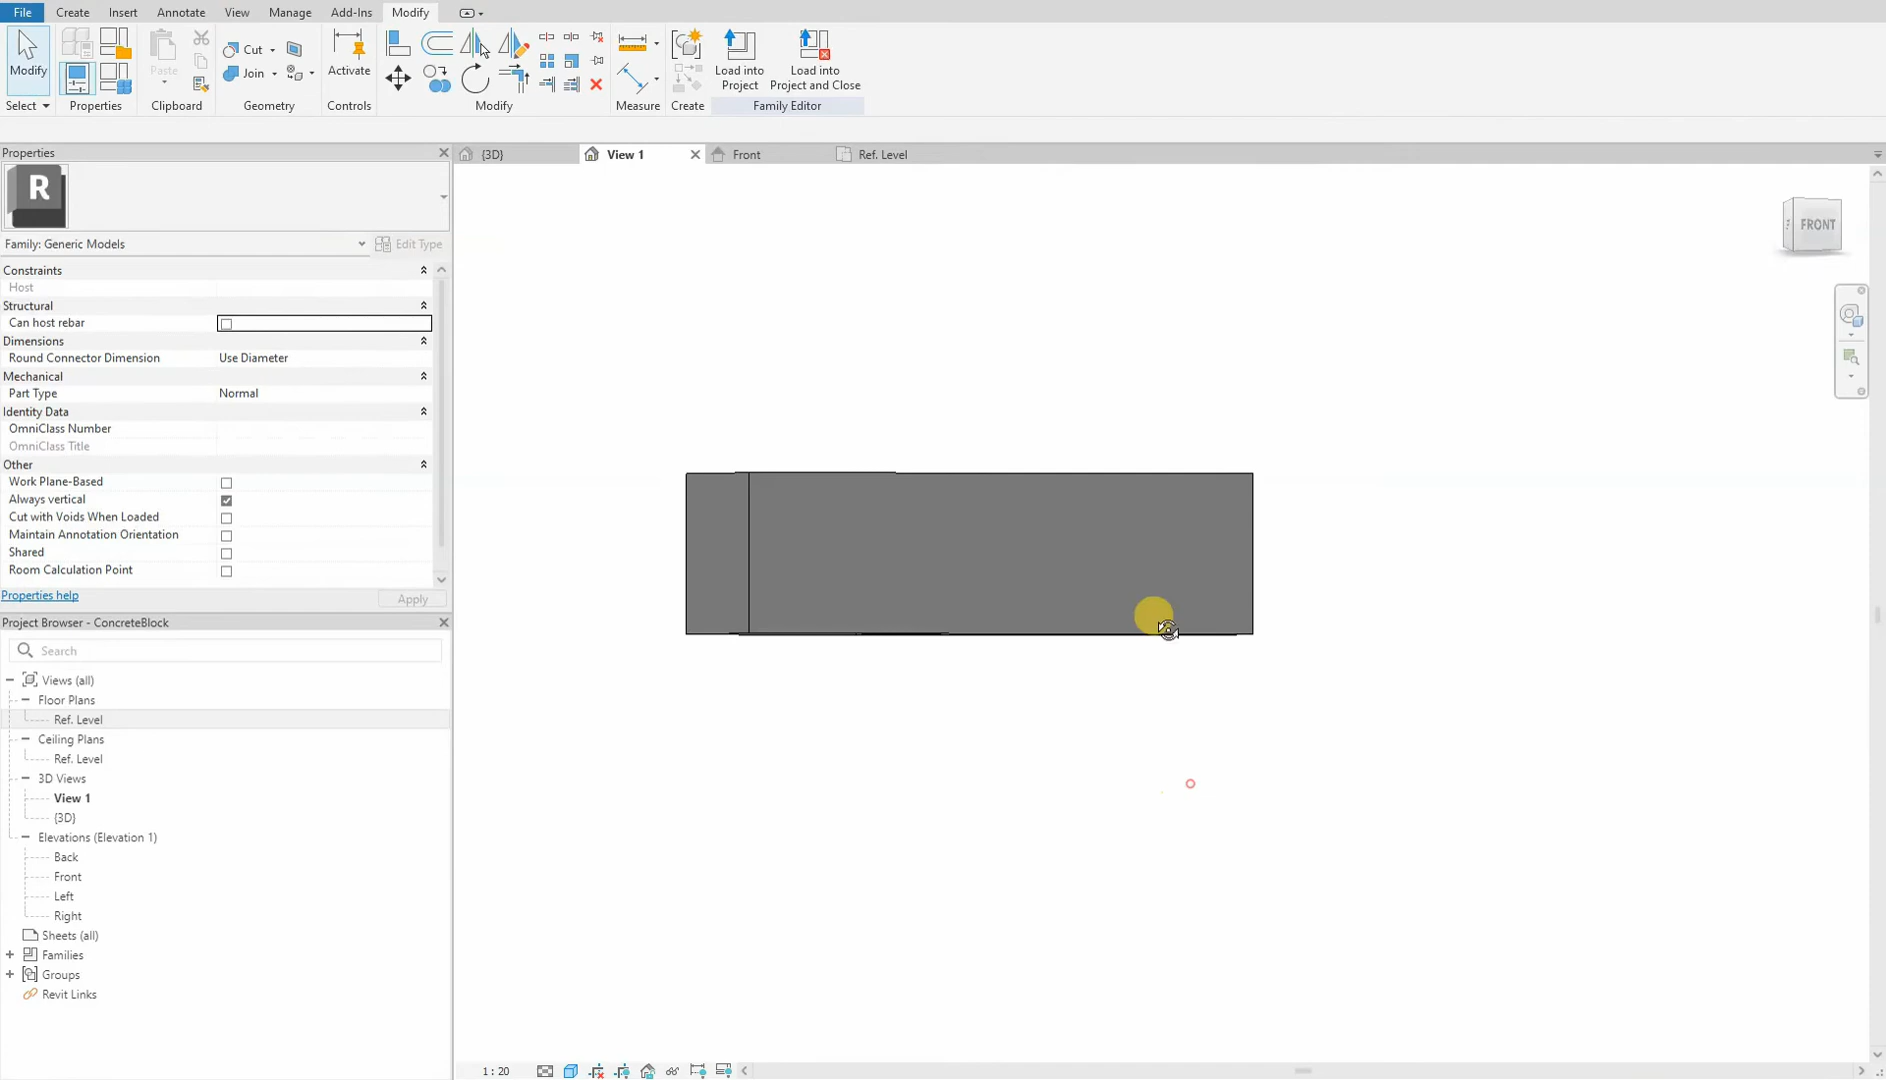 File Create Insert Annotate View Manage Add-Ins Modify
Modify Paste Cut Join Activate Load into Project Load into Project and Close
Select Properties Clipboard Geometry Controls Modify Measure Create Family Editor
Properties
{3D} View 1 Front Ref. Level
R
FRONT
Family: Generic Models Edit Type
Constraints
Host
Structural
Can host rebar
Dimensions
Round Connector Dimension Use Diameter
Mechanical
Part Type Normal
Identity Data
OmniClass Number
OmniClass Title
Other
Work Plane-Based
Always vertical
Cut with Voids When Loaded
Maintain Annotation Orientation
Shared
Room Calculation Point
Properties help Apply
Project Browser - ConcreteBlock
Search
Views (all)
Floor Plans
Ref. Level
Ceiling Plans
Ref. Level
3D Views
View 1
{3D}
Elevations (Elevation 1)
Back
Front
Left
Right
Sheets (all)
Families
Groups
Revit Links
1 : 20